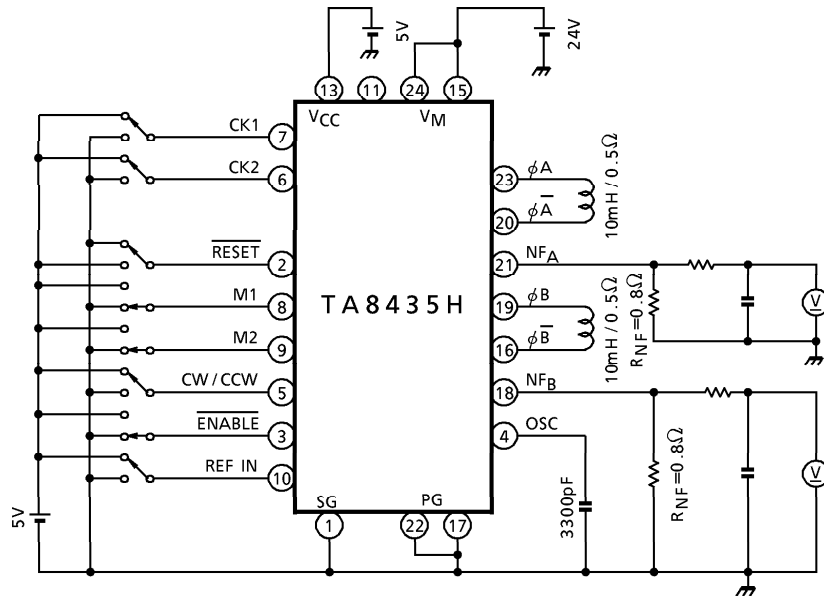 5V
24V
13
11
24
15
VCC
VM
CK1
7
CK2
6
RESET
2
M1
8
M2
9
CW/CCW
5
ENABLE
3
REF IN
10
TA8435H
23
φA
20
φA
10mH/0.5Ω
21
NFA
19
φB
16
φB
10mH/0.5Ω
18
NFB
4
OSC
RNF=0.8Ω
V
RNF=0.8Ω
V
3300pF
SG
PG
1
22
17
5V